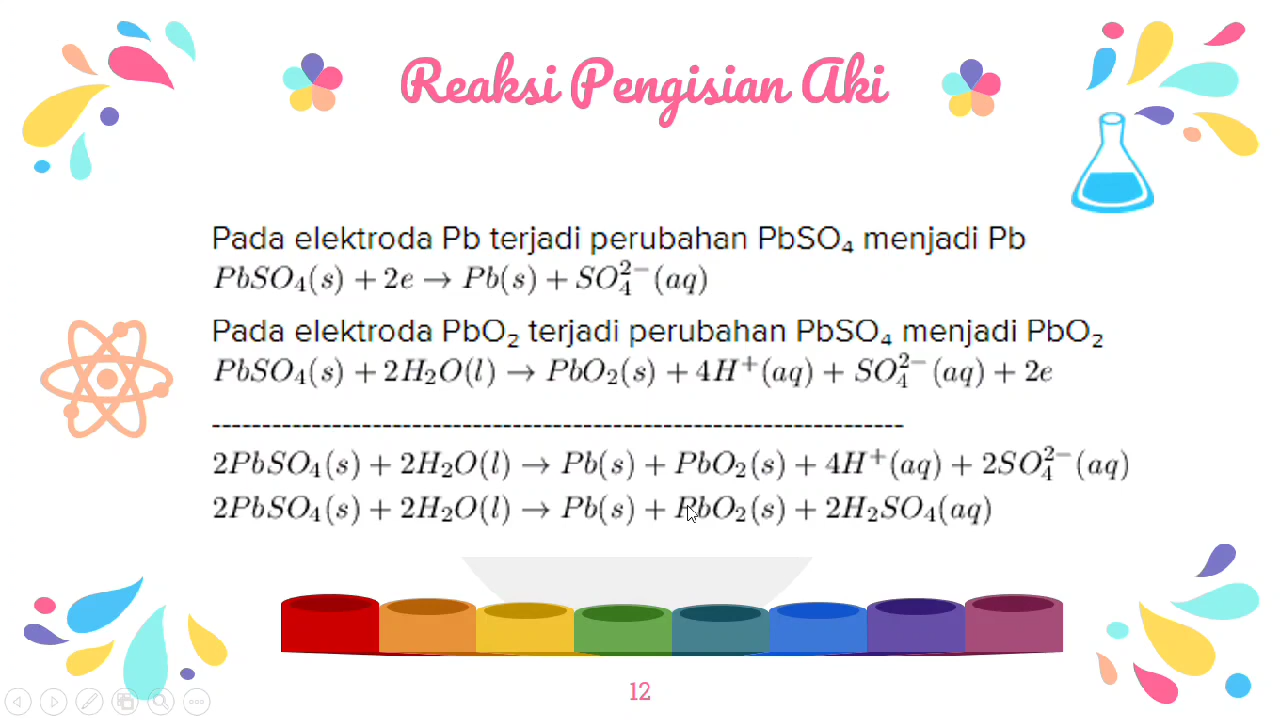 Reaksi Pengisian Aki
Pada elektroda Pb terjadi perubahan PbSO₄ menjadi Pb
PbSO₄(s) + 2e → Pb(s) + SO₄²⁻(aq)
Pada elektroda PbO₂ terjadi perubahan PbSO₄ menjadi PbO₂
PbSO₄(s) + 2H₂O(l) → PbO₂(s) + 4H⁺(aq) + SO₄²⁻(aq) + 2e
---------------------------------------------------------------------
2PbSO₄(s) + 2H₂O(l) → Pb(s) + PbO₂(s) + 4H⁺(aq) + 2SO₄²⁻(aq)
2PbSO₄(s) + 2H₂O(l) → Pb(s) + PbO₂(s) + 2H₂SO₄(aq)
12